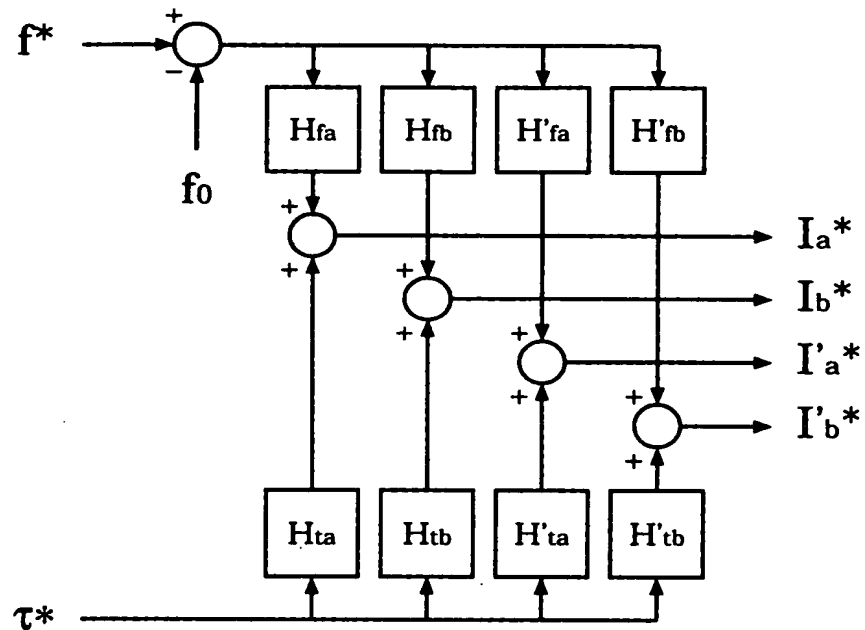 +
f*
−
Hfa Hfb H'fa H'fb
f0
+
Ia*
+ +
Ib*
+ +
I'a*
+ +
I'b*
+
Hta Htb H'ta H'tb
τ*